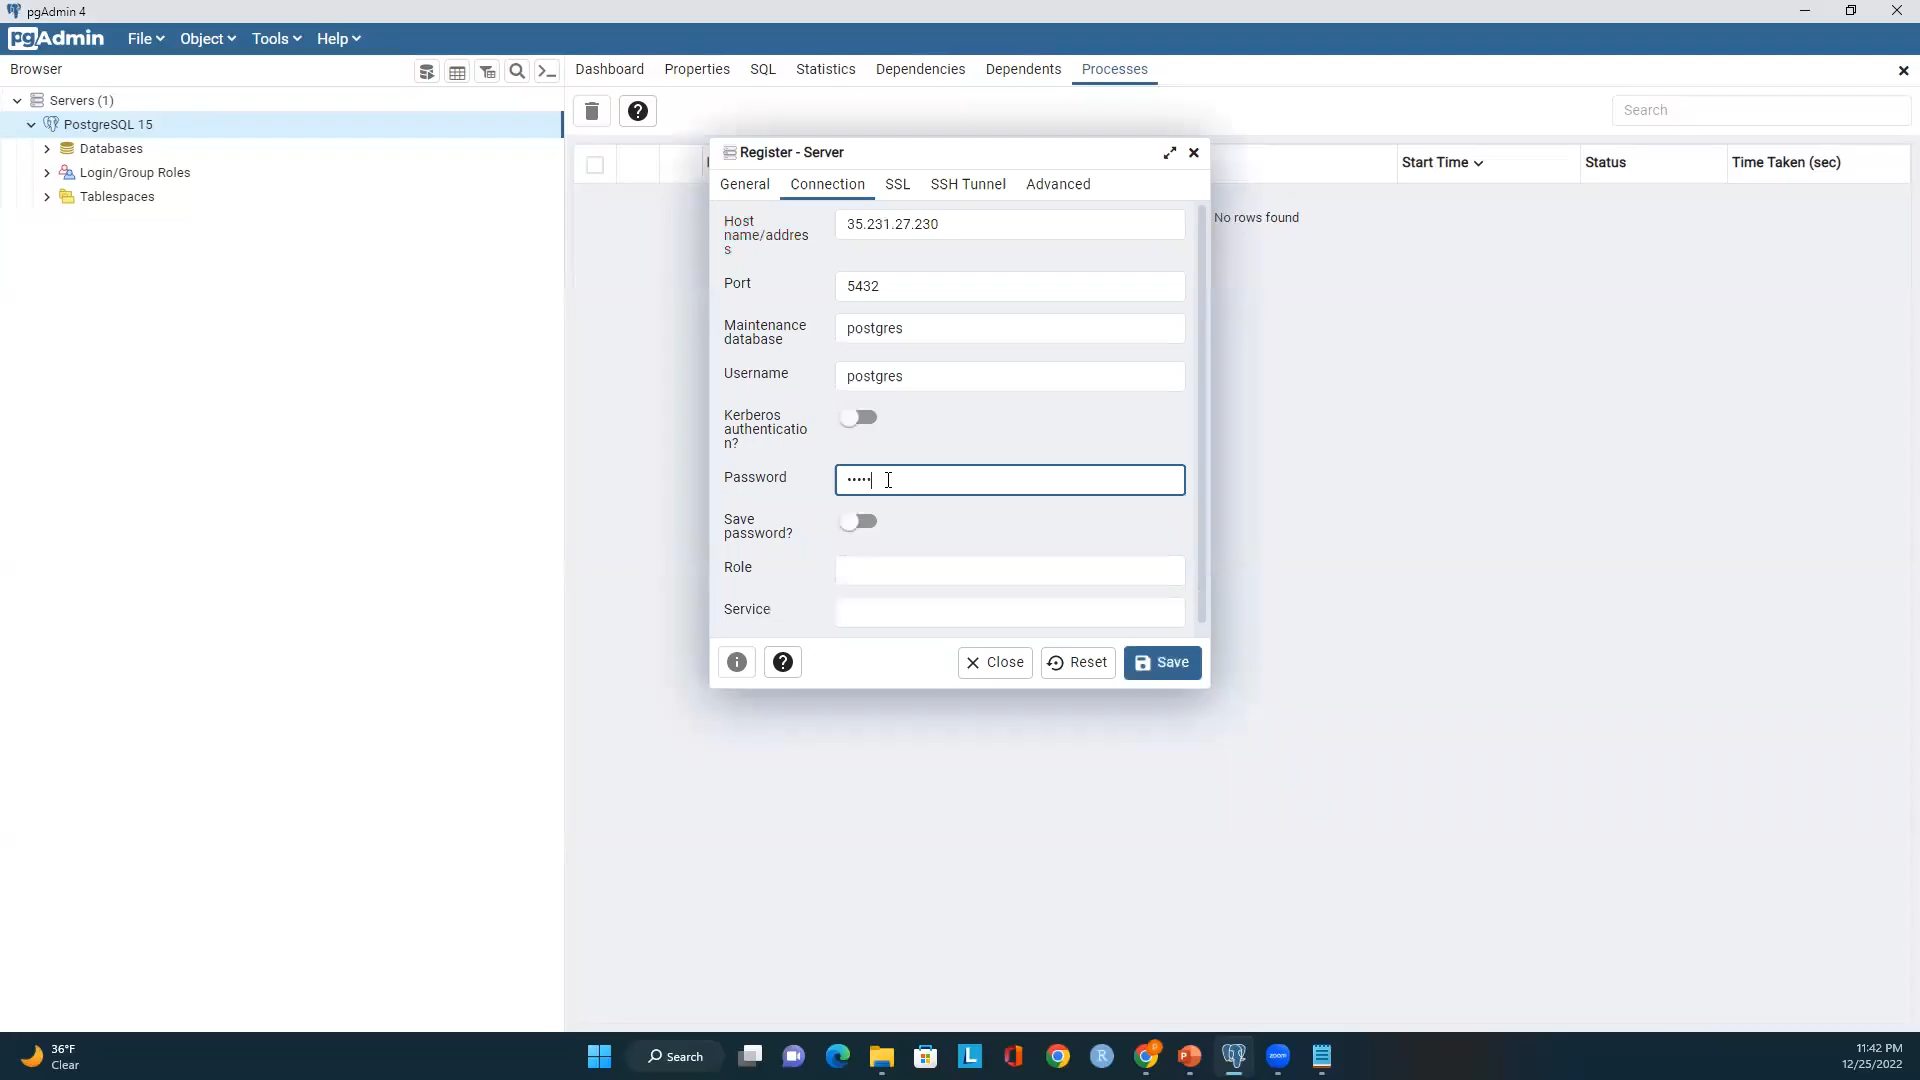 pgAdmin 4
pgAdmin File Object Tools Help
Browser
Dashboard Properties SQL Statistics Dependencies Dependents Processes
Servers (1)
PostgreSQL 15
Databases
Login/Group Roles
Tablespaces
Search
Start Time Status Time Taken (sec)
No rows found
Register - Server
General Connection SSL SSH Tunnel Advanced
Host
name/addres
s
35.231.27.230
Port
5432
Maintenance
database
postgres
Username
postgres
Kerberos
authenticatio
n?
Password
•••••
Save
password?
Role
Service
Close Reset Save
36°F
Clear
Search
zoom
11:42 PM
12/25/2022